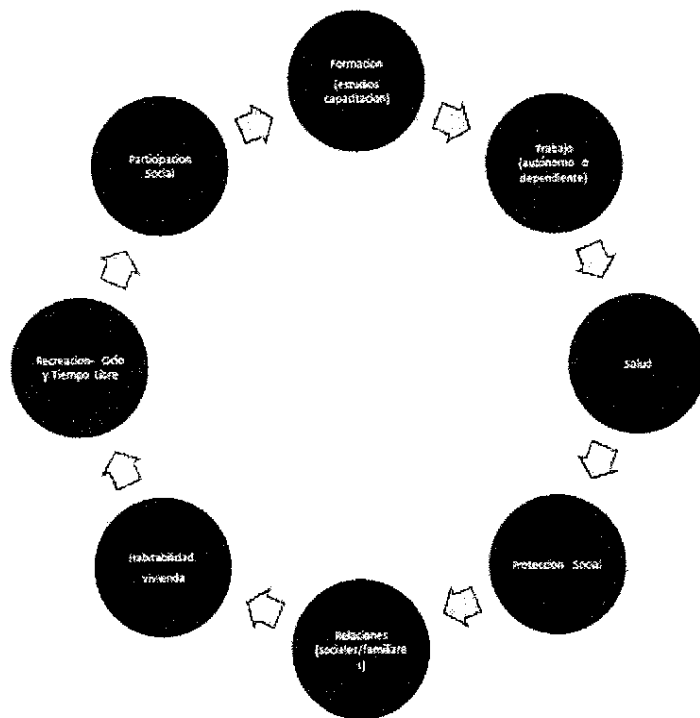 Formacion
(estudios
capacitacion)
Trabajo
(autónomo o
dependiente)
Salud
Proteccion Social
Relaciones
(sociales/familiare
s)
Habitabilidad
vivienda
Recreacion- Ocio
y Tiempo Libre
Participacion
Social